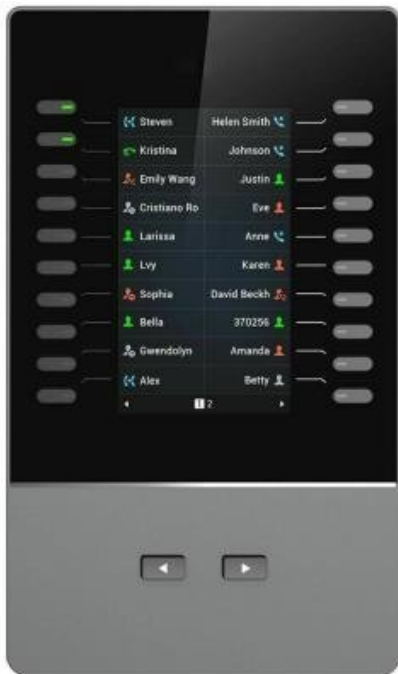 Steven Helen Smith
Kristina Johnson
Emily Wang Justin
Cristiano Ro Eve
Larissa Anne
Lvy Karen
Sophia David Beckh
Bella 370256
Gwendolyn Amanda
Alex Betty
1 2